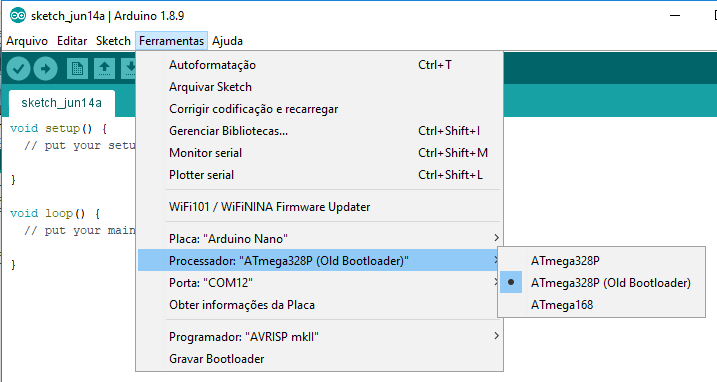 sketch_jun14a | Arduino 1.8.9
Arquivo Editar Sketch Ferramentas Ajuda
sketch_jun14a
void setup() {
// put your setu
}
void loop() {
// put your main
}
Autoformatação Ctrl+T
Arquivar Sketch
Corrigir codificação e recarregar
Gerenciar Bibliotecas... Ctrl+Shift+I
Monitor serial Ctrl+Shift+M
Plotter serial Ctrl+Shift+L
WiFi101 / WiFiNINA Firmware Updater
Placa: "Arduino Nano"
Processador: "ATmega328P (Old Bootloader)"
Porta: "COM12"
Obter informações da Placa
Programador: "AVRISP mkII"
Gravar Bootloader
ATmega328P
ATmega328P (Old Bootloader)
ATmega168